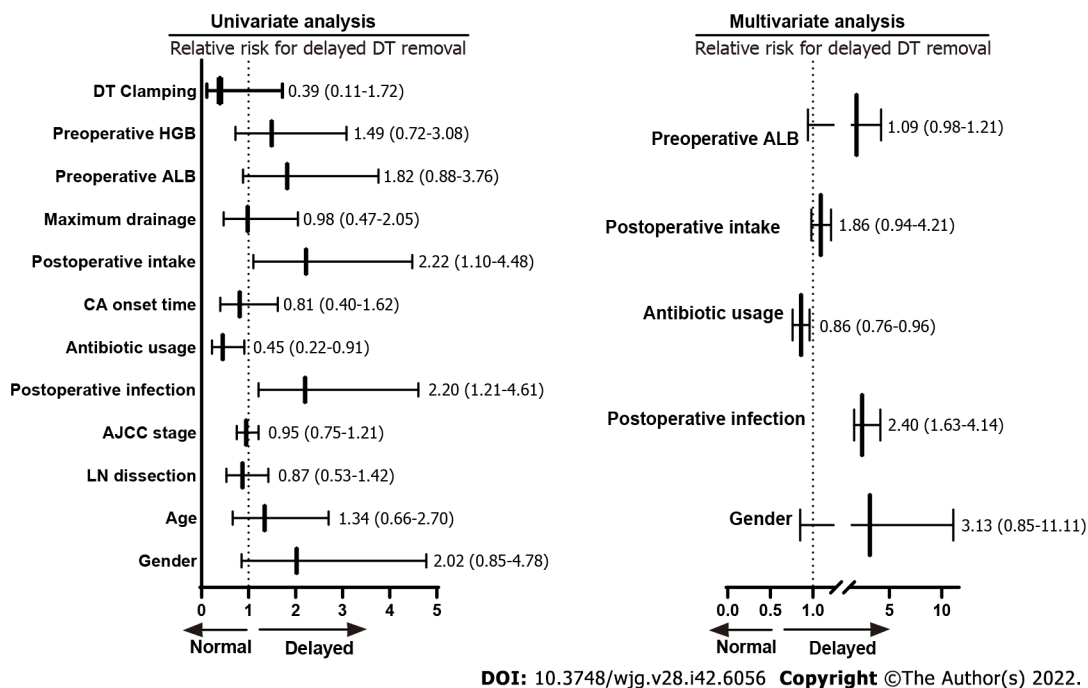 Univariate analysis
Relative risk for delayed DT removal
DT Clamping 0.39 (0.11-1.72)
Preoperative HGB 1.49 (0.72-3.08)
Preoperative ALB 1.82 (0.88-3.76)
Maximum drainage 0.98 (0.47-2.05)
Postoperative intake 2.22 (1.10-4.48)
CA onset time 0.81 (0.40-1.62)
Antibiotic usage 0.45 (0.22-0.91)
Postoperative infection 2.20 (1.21-4.61)
AJCC stage 0.95 (0.75-1.21)
LN dissection 0.87 (0.53-1.42)
Age 1.34 (0.66-2.70)
Gender 2.02 (0.85-4.78)
0 1 2 3 4 5
Normal Delayed
Multivariate analysis
Relative risk for delayed DT removal
Preoperative ALB 1.09 (0.98-1.21)
Postoperative intake 1.86 (0.94-4.21)
Antibiotic usage 0.86 (0.76-0.96)
Postoperative infection 2.40 (1.63-4.14)
Gender 3.13 (0.85-11.11)
0.0 0.5 1.0 5 10
Normal Delayed
DOI: 10.3748/wjg.v28.i42.6056 Copyright ©The Author(s) 2022.